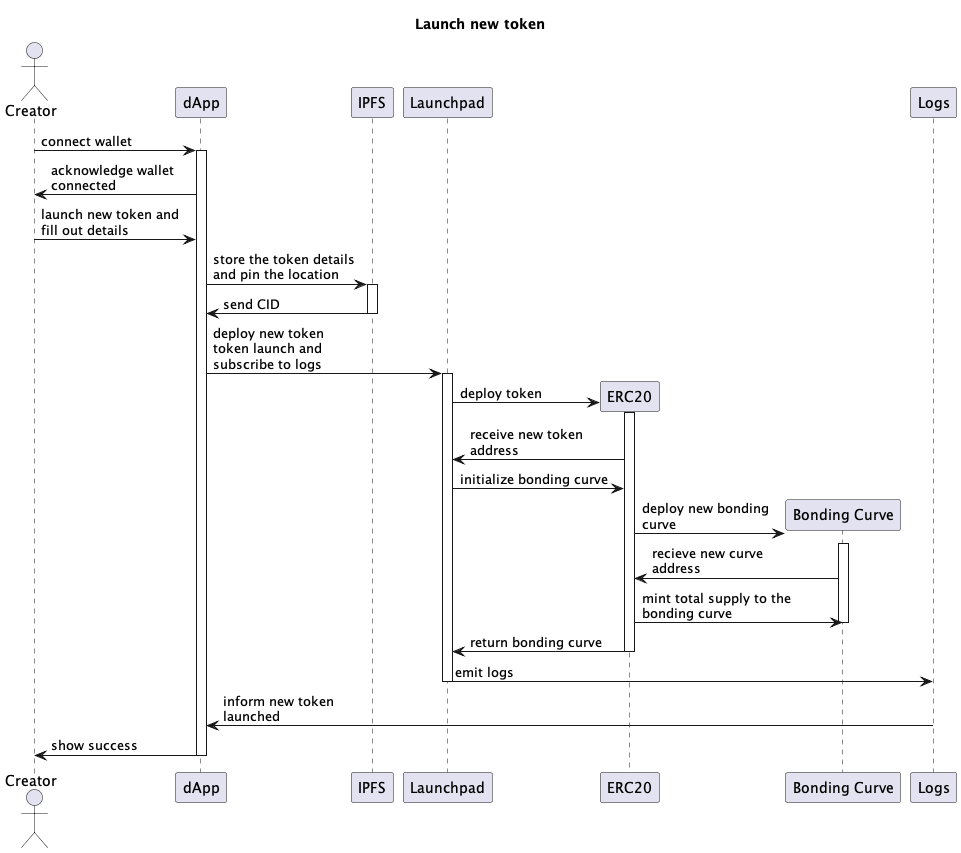 Launch new token
Creator
dApp
IPFS
Launchpad
Logs
connect wallet
acknowledge wallet
connected
launch new token and
fill out details
store the token details
and pin the location
send CID
deploy new token
token launch and
subscribe to logs
deploy token
ERC20
receive new token
address
initialize bonding curve
deploy new bonding
curve
Bonding Curve
recieve new curve
address
mint total supply to the
bonding curve
return bonding curve
emit logs
inform new token
launched
show success
Creator
dApp
IPFS
Launchpad
ERC20
Bonding Curve
Logs